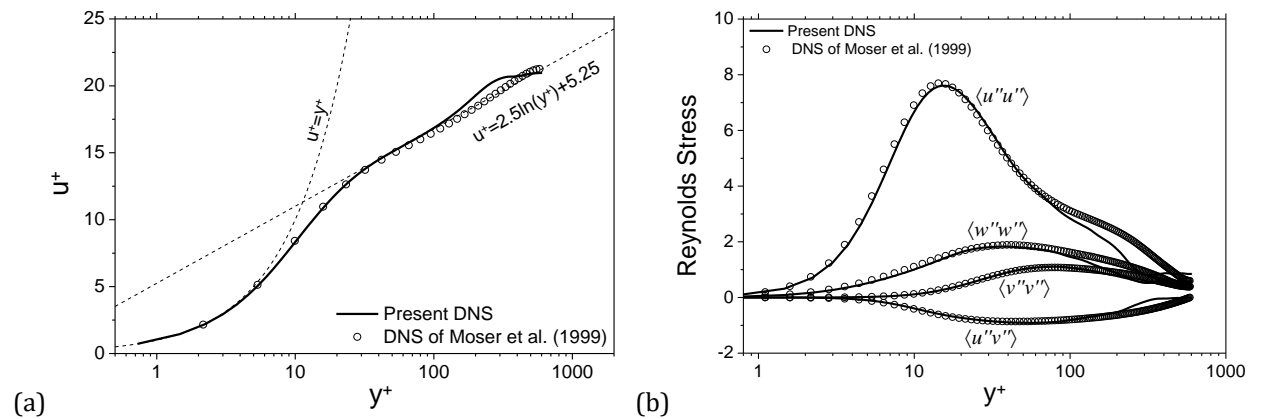 25
20
15
10
5
0
u⁺
u⁺=y⁺
u⁺=2.5ln(y⁺)+5.25
Present DNS
DNS of Moser et al. (1999)
1
10
100
1000
y⁺
(a)
10
8
6
4
2
0
-2
Reynolds Stress
Present DNS
DNS of Moser et al. (1999)
⟨u''u''⟩
⟨w''w''⟩
⟨v''v''⟩
⟨u''v''⟩
1
10
100
1000
y⁺
(b)